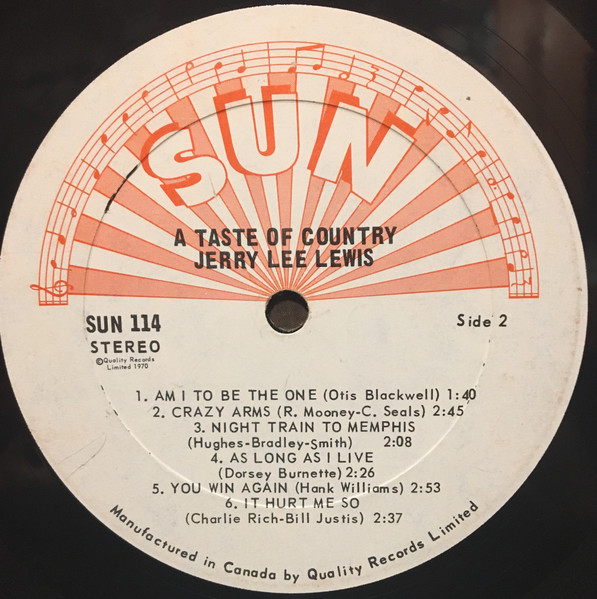 SUN
A TASTE OF COUNTRY
JERRY LEE LEWIS
SUN 114
STEREO
©Quality Records
Limited 1970
Side 2
1. AM I TO BE THE ONE (Otis Blackwell) 1:40
2. CRAZY ARMS (R. Mooney-C. Seals) 2:45
3. NIGHT TRAIN TO MEMPHIS
(Hughes-Bradley-Smith) 2:08
4. AS LONG AS I LIVE
(Dorsey Burnette) 2:26
5. YOU WIN AGAIN (Hank Williams) 2:53
6. IT HURT ME SO
(Charlie Rich-Bill Justis) 2:37
Manufactured in Canada by Quality Records Limited